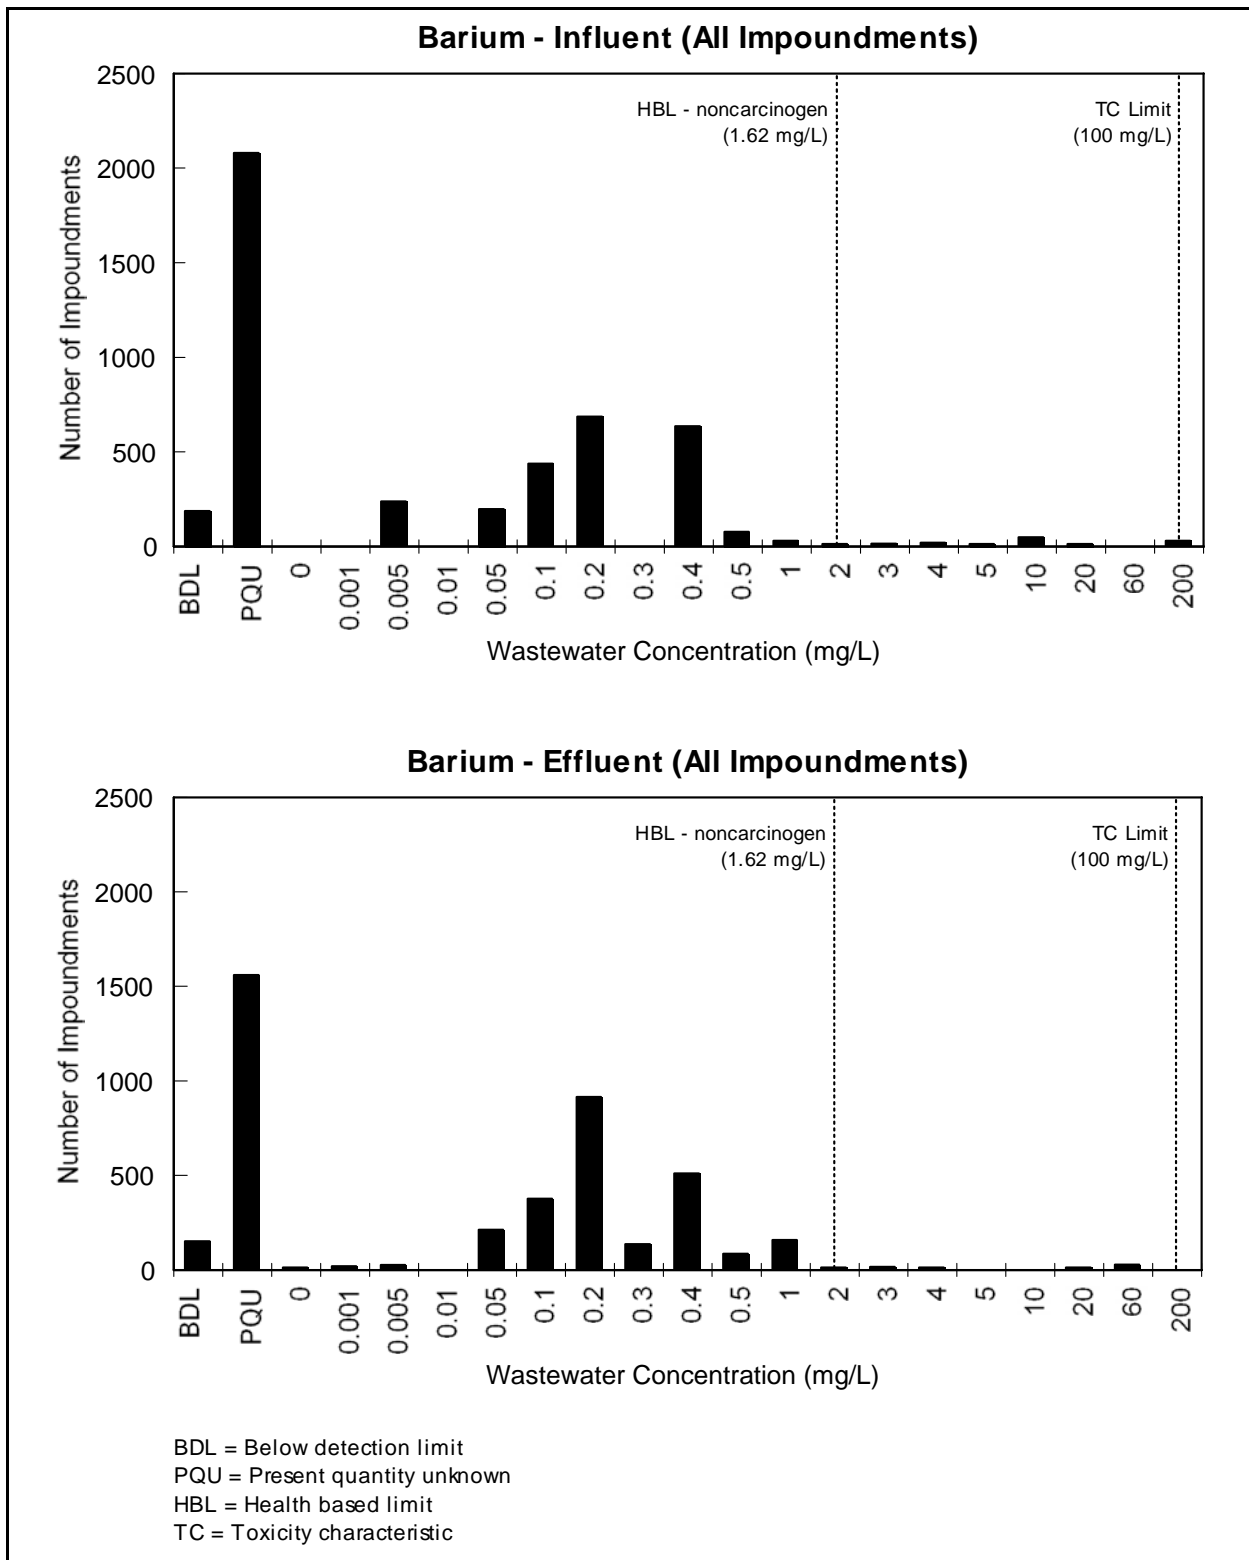 Barium - Influent (All Impoundments)
2500
2000
1500
1000
500
0
Number of Impoundments
HBL - noncarcinogen
(1.62 mg/L)
TC Limit
(100 mg/L)
BDL PQU 0 0.001 0.005 0.01 0.05 0.1 0.2 0.3 0.4 0.5 1 2 3 4 5 10 20 60 200
Wastewater Concentration (mg/L)
Barium - Effluent (All Impoundments)
2500
2000
1500
1000
500
0
Number of Impoundments
HBL - noncarcinogen
(1.62 mg/L)
TC Limit
(100 mg/L)
BDL PQU 0 0.001 0.005 0.01 0.05 0.1 0.2 0.3 0.4 0.5 1 2 3 4 5 10 20 60 200
Wastewater Concentration (mg/L)
BDL = Below detection limit
PQU = Present quantity unknown
HBL = Health based limit
TC = Toxicity characteristic